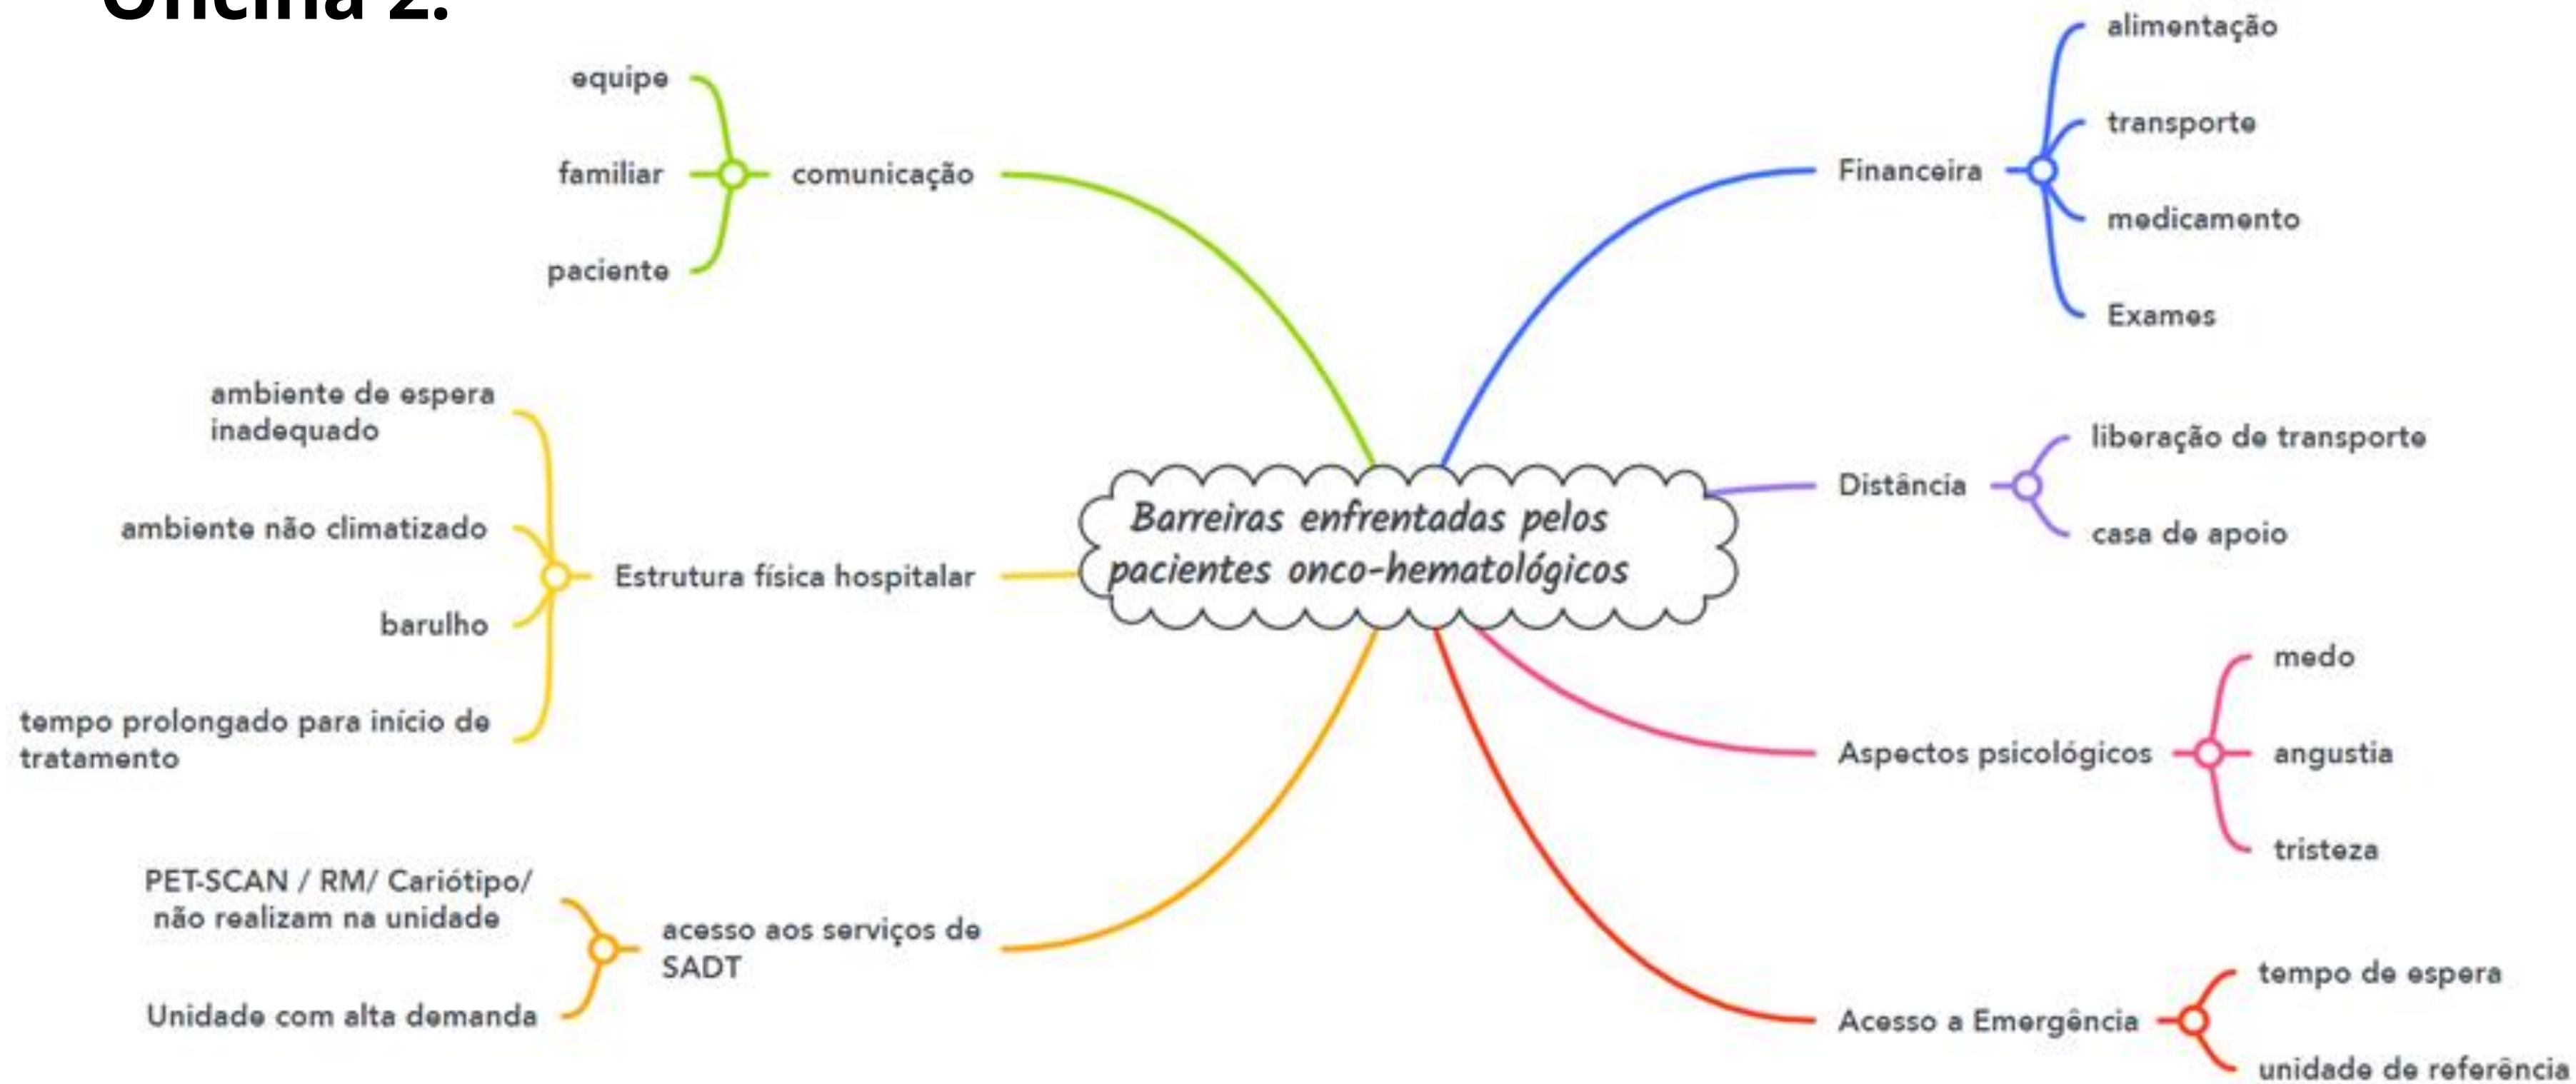 Oficina 2:
equipe
familiar
paciente
comunicação
ambiente de espera
inadequado
ambiente não climatizado
barulho
tempo prolongado para início de
tratamento
Estrutura física hospitalar
PET-SCAN / RM/ Cariótipo/
não realizam na unidade
Unidade com alta demanda
acesso aos serviços de
SADT
Barreiras enfrentadas pelos
pacientes onco-hematológicos
Financeira
alimentação
transporte
medicamento
Exames
Distância
liberação de transporte
casa de apoio
Aspectos psicológicos
medo
angustia
tristeza
Acesso a Emergência
tempo de espera
unidade de referência